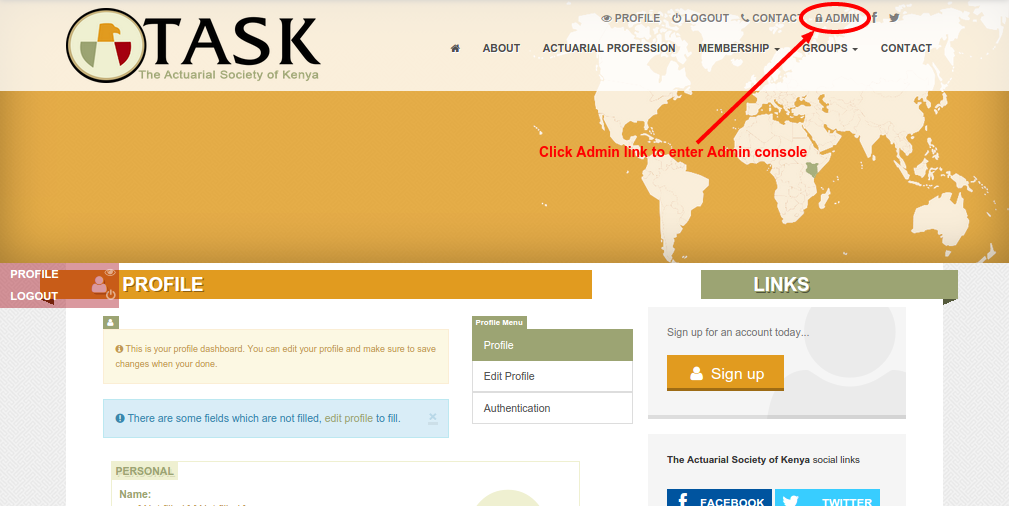 PROFILE LOGOUT CONTACT ADMIN
TASK
The Actuarial Society of Kenya
ABOUT ACTUARIAL PROFESSION MEMBERSHIP GROUPS CONTACT
Click Admin link to enter Admin console
PROFILE
LOGOUT
PROFILE
LINKS
This is your profile dashboard. You can edit your profile and make sure to save
changes when your done.
There are some fields which are not filled, edit profile to fill.
Profile Menu
Profile
Edit Profile
Authentication
Sign up for an account today...
Sign up
PERSONAL
Name:
The Actuarial Society of Kenya social links
FACEBOOK
TWITTER